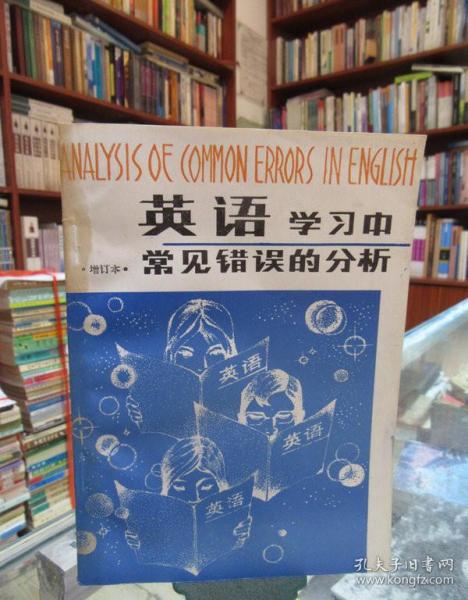 ANALYSIS OF COMMON ERRORS IN ENGLISH
英语 学习中
·增订本· 常见错误的分析
英语
英语
英语
孔夫子旧书网
www.kongfz.com